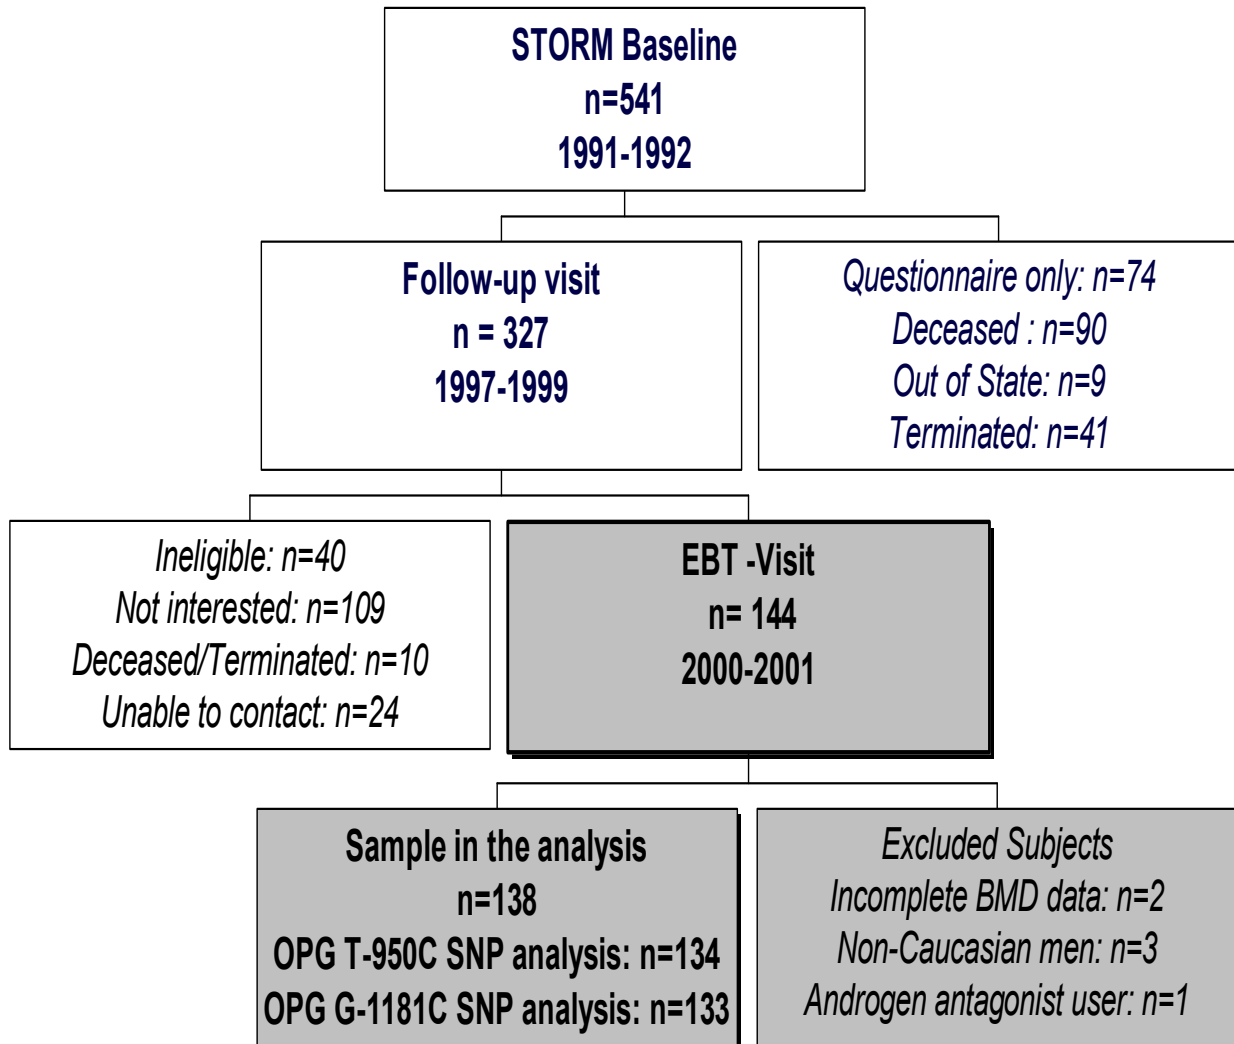 STORM Baseline
n=541
1991-1992
Follow-up visit
n = 327
1997-1999
Questionnaire only: n=74
Deceased : n=90
Out of State: n=9
Terminated: n=41
Ineligible: n=40
Not interested: n=109
Deceased/Terminated: n=10
Unable to contact: n=24
EBT -Visit
n= 144
2000-2001
Sample in the analysis
n=138
OPG T-950C SNP analysis: n=134
OPG G-1181C SNP analysis: n=133
Excluded Subjects
Incomplete BMD data: n=2
Non-Caucasian men: n=3
Androgen antagonist user: n=1